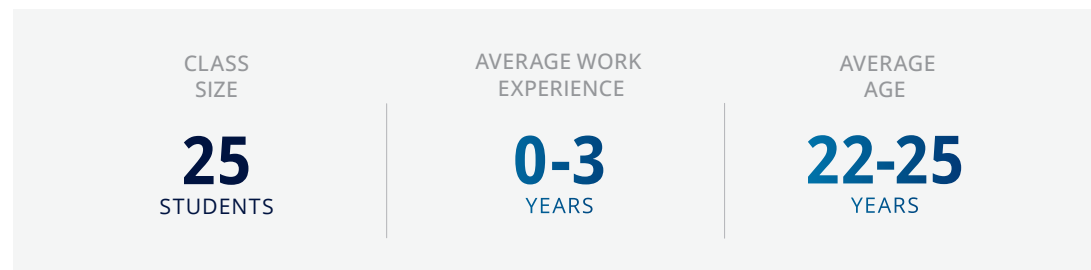 CLASS
SIZE
25
STUDENTS
AVERAGE WORK
EXPERIENCE
0-3
YEARS
AVERAGE
AGE
22-25
YEARS